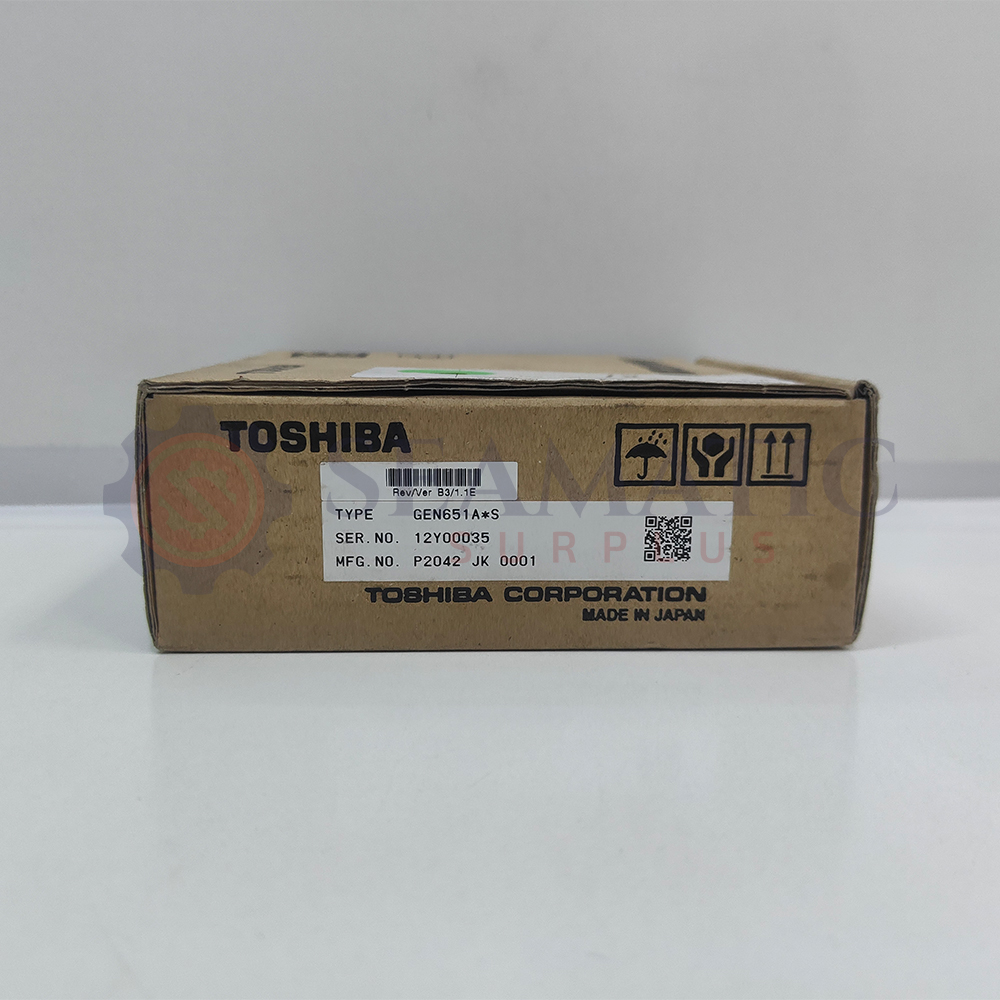 TOSHIBA
Rev/Ver B3/1.1E
TYPE GEN651A*S
SER.NO. 12Y00035
MFG.NO. P2042 JK 0001
TOSHIBA CORPORATION
MADE IN JAPAN
SEAMATIC
SURPLUS